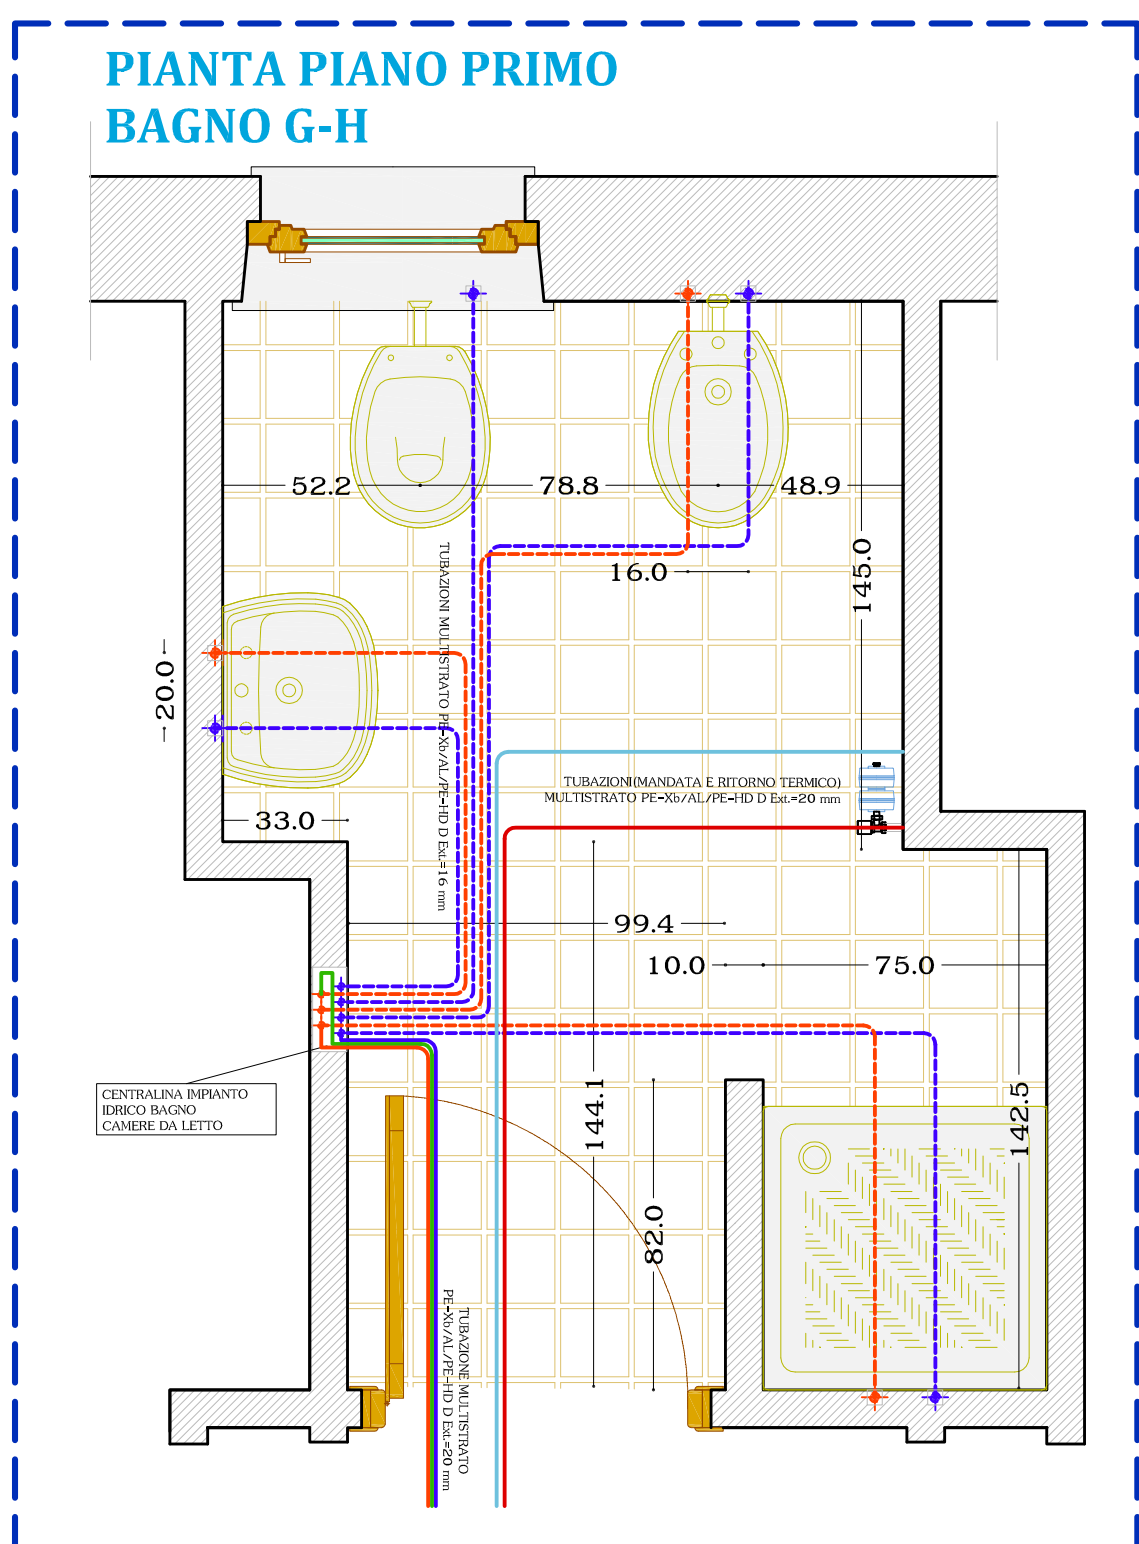 PIANTA PIANO PRIMO
BAGNO G-H
52.2
78.8
48.9
16.0
145.0
TUBAZIONI MULTISTRATO PE-Xb/AL/PE-HD D Ext.=16 mm
20.0
TUBAZIONI(MANDATA E RITORNO TERMICO)
MULTISTRATO PE-Xb/AL/PE-HD D Ext.=20 mm
33.0
99.4
10.0
75.0
CENTRALINA IMPIANTO
IDRICO BAGNO
CAMERE DA LETTO
144.1
142.5
82.0
TUBAZIONE MULTISTRATO
PE-Xb/AL/PE-HD D Ext.=20 mm